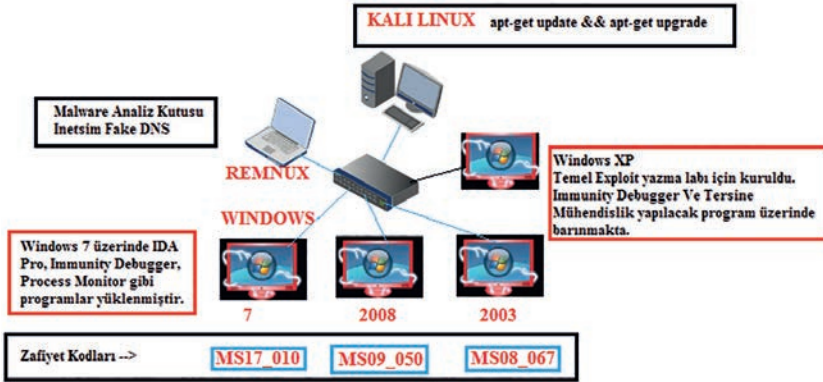 KALI LINUX apt-get update && apt-get upgrade
Malware Analiz Kutusu
Inetsim Fake DNS
REMNUX
WINDOWS
Windows XP
Temel Exploit yazma labı için kuruldu.
Immunity Debugger Ve Tersine
Mühendislik yapılacak program üzerinde
barınmakta.
Windows 7 üzerinde IDA
Pro, Immunity Debugger,
Process Monitor gibi
programlar yüklenmiştir.
7 2008 2003
Zafiyet Kodları --> MS17_010 MS09_050 MS08_067